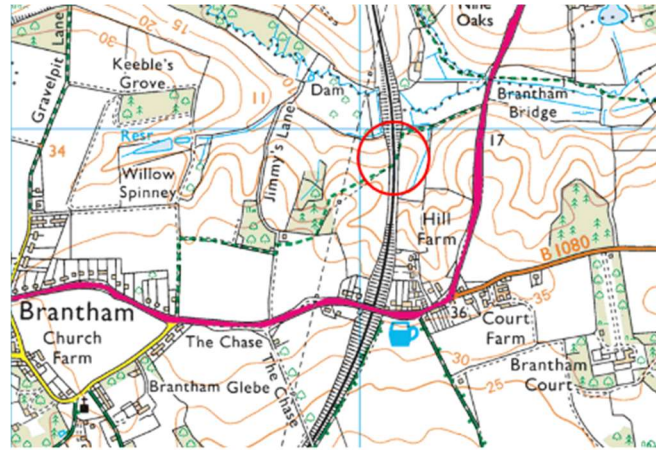 Nine
Oaks
Gravelpit Lane
15
20
30
Keeble's
Grove
Dam
10
11
Brantham
Bridge
Resr
Jimmy's Lane
17
34
Willow
Spinney
Hill
Farm
B 1080
Brantham
Church
Farm
The Chase
36
35
Court
Farm
30
Brantham
Court
25
Brantham Glebe
The Chase